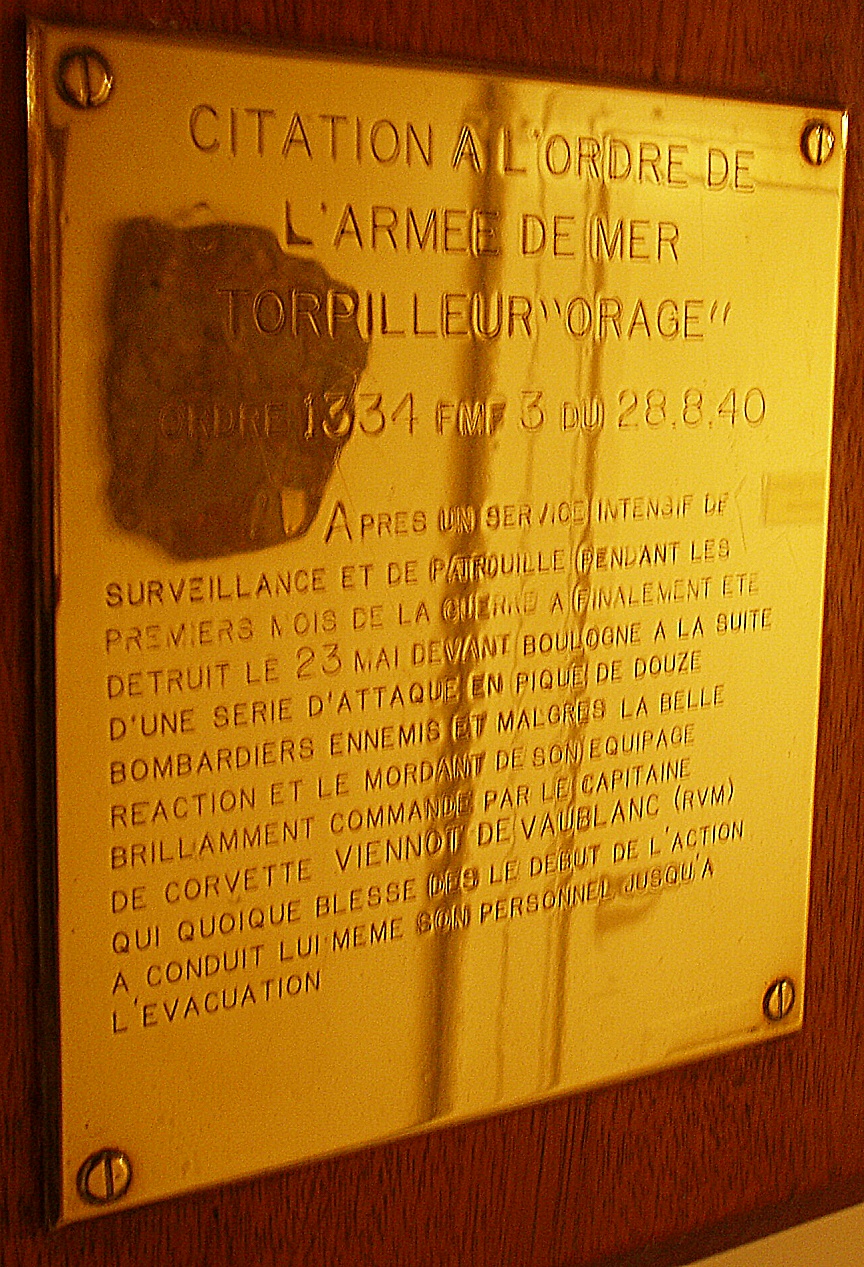 CITATION A L'ORDRE DE
L'ARMEE DE MER
TORPILLEUR "ORAGE"
ORDRE 1334 FMF 3 DU 28.8.40
APRES UN SERVICE INTENSIF DE
SURVEILLANCE ET DE PATROUILLE PENDANT LES
PREMIERS MOIS DE LA GUERRE A FINALEMENT ETE
DETRUIT LE 23 MAI DEVANT BOULOGNE A LA SUITE
D'UNE SERIE D'ATTAQUE EN PIQUE DE DOUZE
BOMBARDIERS ENNEMIS ET MALGRES LA BELLE
REACTION ET LE MORDANT DE SON EQUIPAGE
BRILLAMMENT COMMANDE PAR LE CAPITAINE
DE CORVETTE VIENNOT DE VAUBLANC (RVM)
QUI QUOIQUE BLESSE DES LE DEBUT DE L'ACTION
A CONDUIT LUI MEME SON PERSONNEL JUSQU'A
L'EVACUATION